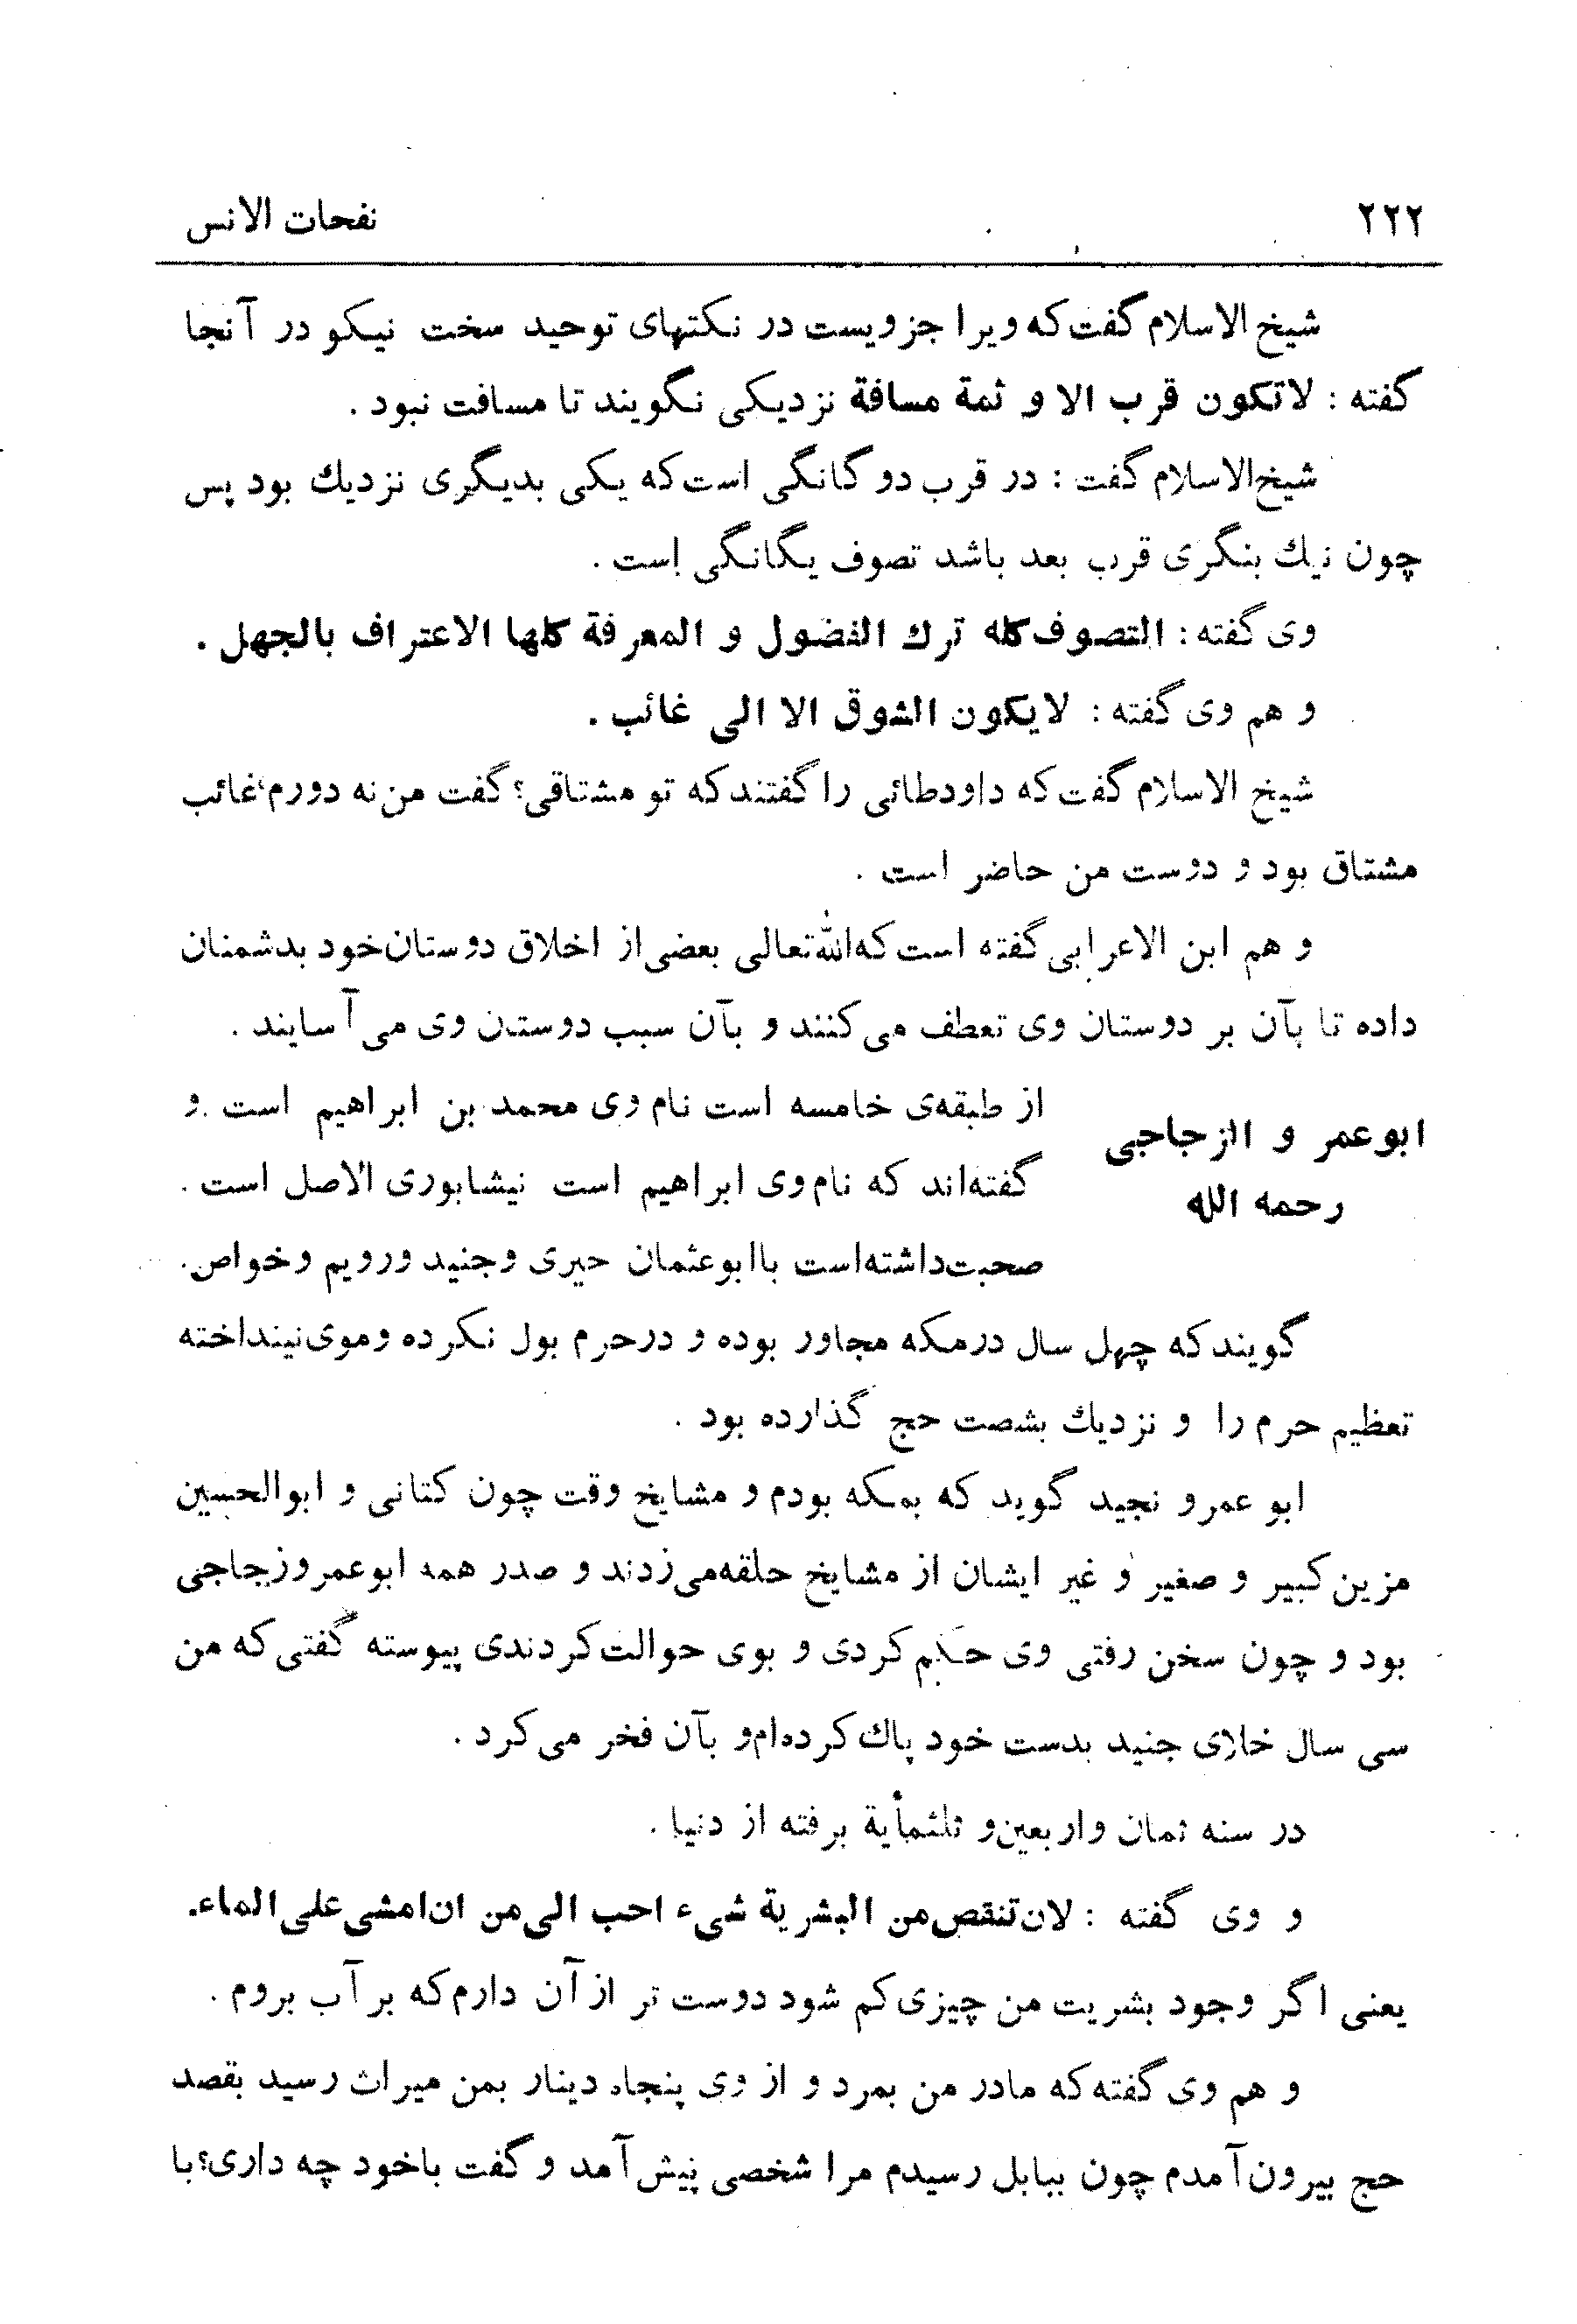 ۲۲۲ نفحات الانس
شیخ الاسلام گفت که ویرا جزویست در نکتهای توحید سخت نیکو در آنجا
گفته : لاتکون قرب الا و ثمة مسافة نزدیکی نگویند تا مسافت نبود .
شیخ‌الاسلام گفت : در قرب دو گانگی است که یکی بدیگری نزدیك بود پس
چون نیك بنگری قرب بعد باشد تصوف یگانگی است .
وی گفته : التصوف کله ترك الفضول و المعرفة کلها الاعتراف بالجهل .
و هم وی گفته : لایکون الشوق الا الی غائب .
شیخ الاسلام گفت که داودطائی را گفتند که تو مشتاقی؟ گفت من نه دورم،غائب
مشتاق بود و دوست من حاضر است .
و هم ابن الاعرابی گفته است که الله تعالی بعضی از اخلاق دوستان خود بدشمنان
داده تا بآن بر دوستان وی تعطف می‌کنند و بآن سبب دوستان وی می آسایند .
ابوعمر و الزجاجی
رحمه الله
از طبقه‌ی خامسه است نام وی محمد بن ابراهیم است و
گفته‌اند که نام وی ابراهیم است نیشابوری الاصل است .
صحبت‌داشته‌است باابوعثمان حیری وجنید ورویم وخواص.
گویند که چهل سال درمکه مجاور بوده و درحرم بول نکرده وموی نینداخته
تعظیم حرم را و نزدیك بشصت حج گذارده بود .
ابو عمرو نجید گوید که بمکه بودم و مشایخ وقت چون کتانی و ابوالحسین
مزین کبیر و صغیر و غیر ایشان از مشایخ حلقه‌می‌زدند و صدر همه ابوعمروزجاجی
بود و چون سخن رفتی وی حکم کردی و بوی حوالت کردندی پیوسته گفتی که من
سی سال خلای جنید بدست خود پاك کرده‌ام‌و بآن فخر می‌کرد .
در سنه ثمان واربعین‌و ثلثمأیة برفته از دنیا .
و وی گفته : لان تنقص من البشریة شیء احب الی من ان امشی علی الماء.
یعنی اگر وجود بشریت من چیزی کم شود دوست تر از آن دارم که بر آب بروم .
و هم وی گفته که مادر من بمرد و از وی پنجاه دینار بمن میراث رسید بقصد
حج بیرون آمدم چون ببابل رسیدم مرا شخصی پیش آمد و گفت باخود چه داری؟ با